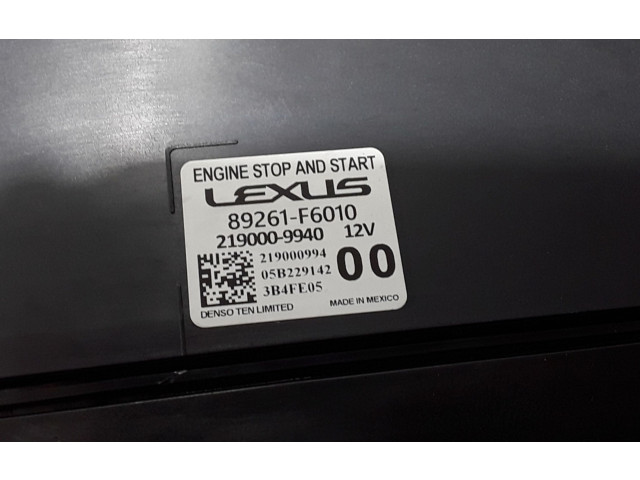 ENGINE STOP AND START
LEXUS
89261-F6010
219000-9940 12V
219000994
05B229142
3B4FE05
00
DENSO TEN LIMITED MADE IN MEXICO